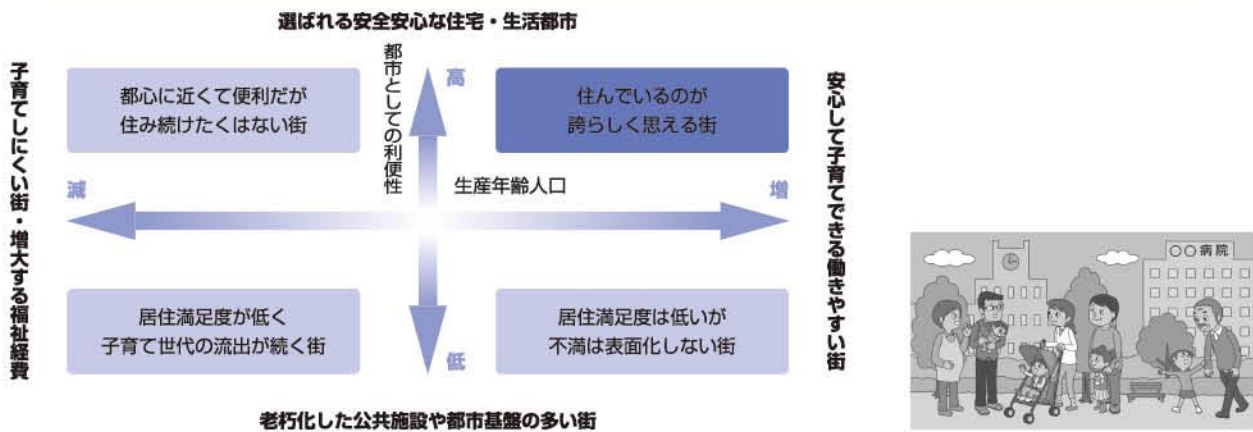 選ばれる安全安心な住宅・生活都市
子育てしにくい街・増大する福祉経費
都心に近くて便利だが
住み続けたくはない街
都市としての利便性
高
住んでいるのが
誇らしく思える街
安心して子育てできる働きやすい街
減
生産年齢人口
増
居住満足度が低く
子育て世代の流出が続く街
低
居住満足度は低いが
不満は表面化しない街
老朽化した公共施設や都市基盤の多い街
〇〇病院